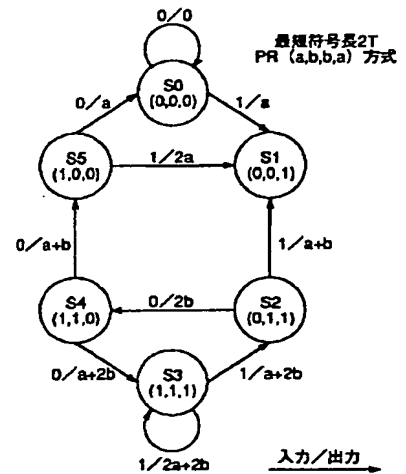 0/0
最短符号長2T
PR (a,b,b,a) 方式
S0
(0,0,0)
0/a
1/a
S5
(1,0,0)
1/2a
S1
(0,0,1)
0/a+b
1/a+b
S4
(1,1,0)
0/2b
S2
(0,1,1)
0/a+2b
S3
(1,1,1)
1/a+2b
1/2a+2b
入力/出力